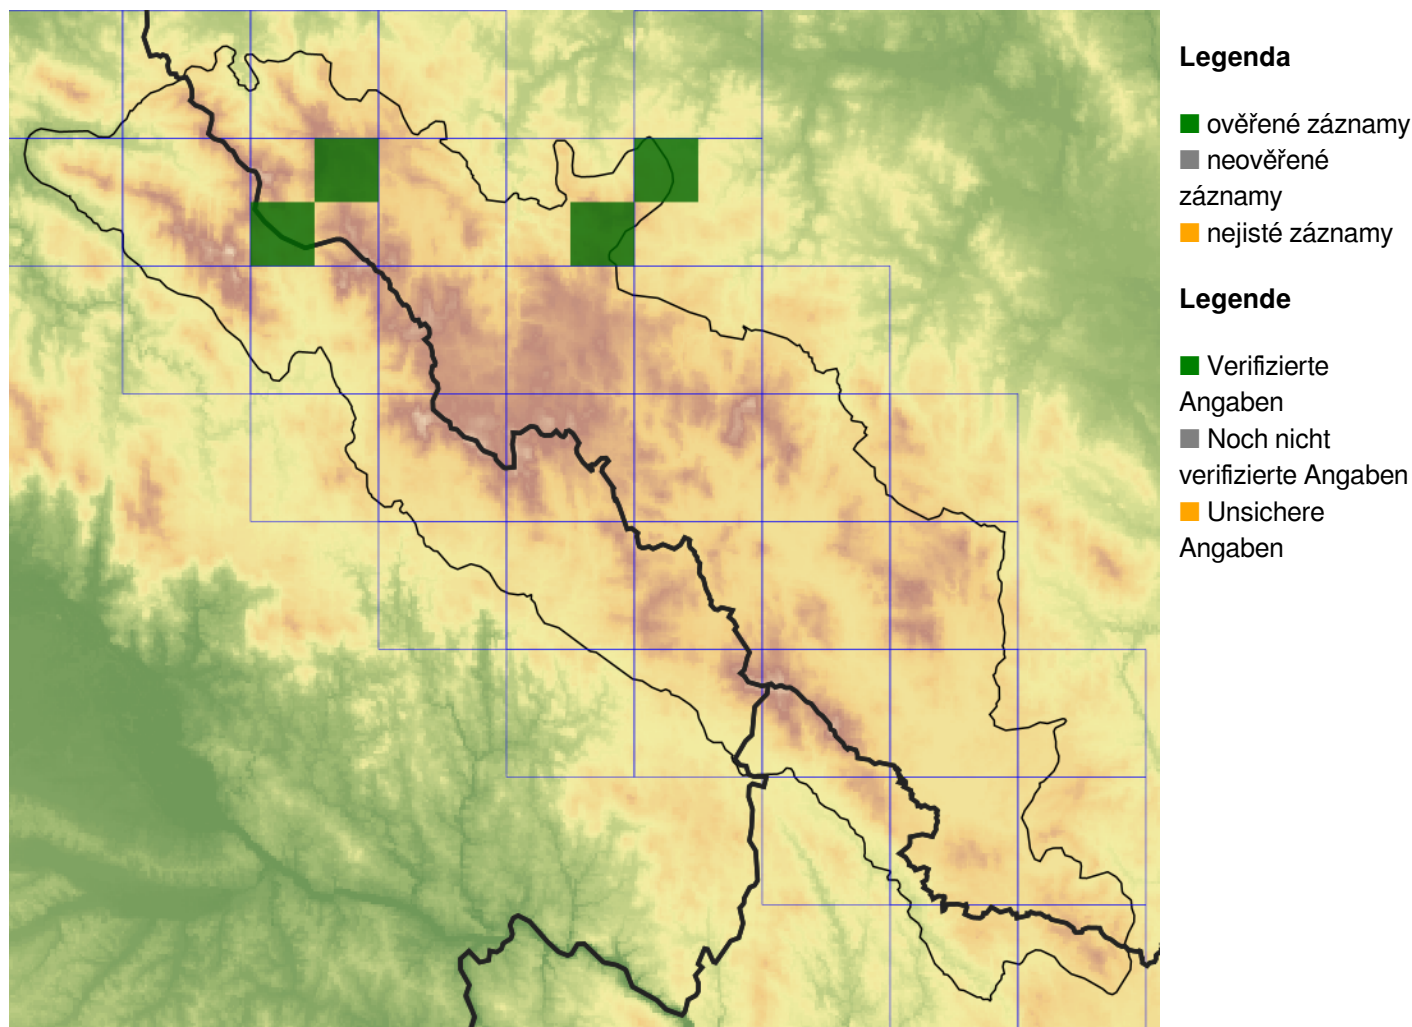 Legenda
ověřené záznamy
neověřené
záznamy
nejisté záznamy
Legende
Verifizierte
Angaben
Noch nicht
verifizierte Angaben
Unsichere
Angaben